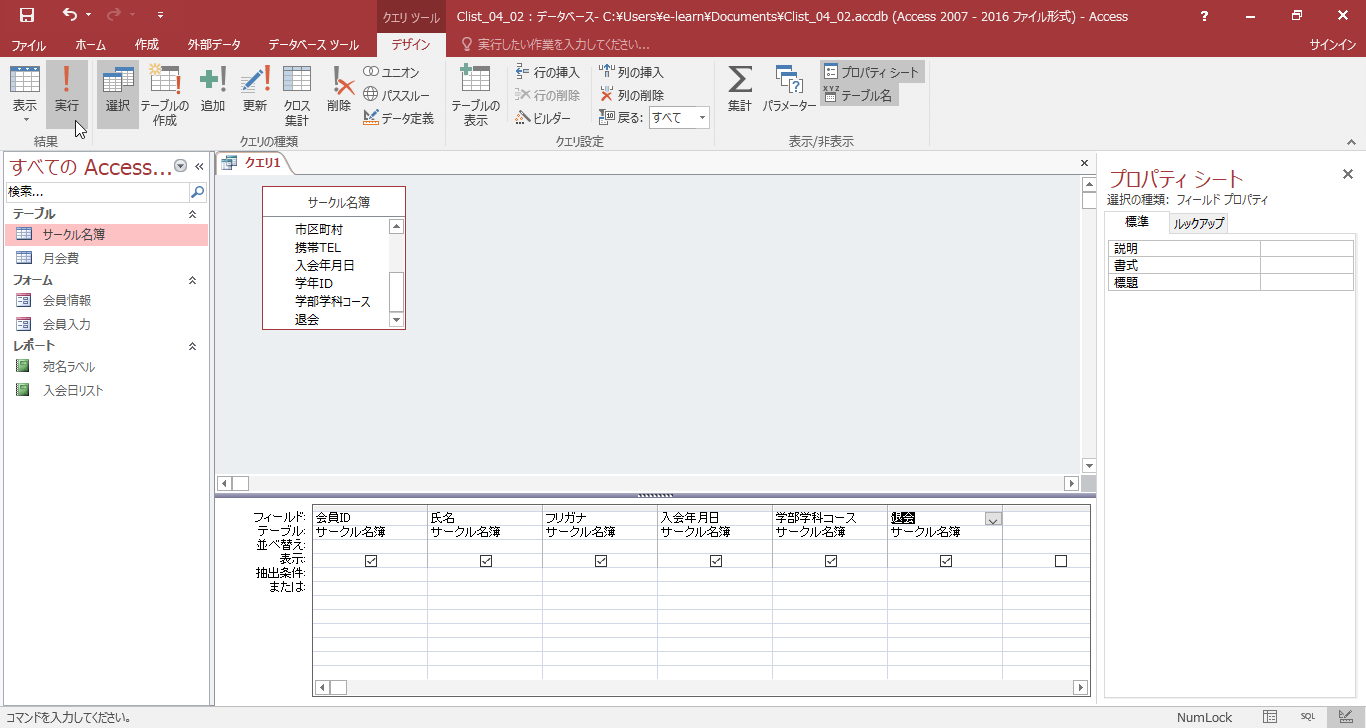 クエリ ツール
Clist_04_02 : データベース- C:¥Users¥e-learn¥Documents¥Clist_04_02.accdb (Access 2007 - 2016 ファイル形式) - Access
?
ファイル ホーム 作成 外部データ データベース ツール デザイン 実行したい作業を入力してください... サインイン
表示 実行 選択 テーブルの作成 追加 更新 クロス集計 削除
ユニオン
パススルー
データ定義
テーブルの表示
行の挿入
行の削除
ビルダー
列の挿入
列の削除
戻る: すべて
集計 パラメーター
プロパティ シート
XYZ テーブル名
結果 クエリの種類 クエリ設定 表示/非表示
すべての Access... «
検索...
テーブル
サークル名簿
月会費
フォーム
会員情報
会員入力
レポート
宛名ラベル
入会日リスト
クエリ1
サークル名簿
市区町村
携帯TEL
入会年月日
学年ID
学部学科コース
退会
プロパティ シート
選択の種類: フィールド プロパティ
標準 ルックアップ
説明
書式
標題
フィールド: 会員ID 氏名 フリガナ 入会年月日 学部学科コース 退会
テーブル: サークル名簿 サークル名簿 サークル名簿 サークル名簿 サークル名簿 サークル名簿
並べ替え:
表示:
抽出条件:
または:
コマンドを入力してください。
NumLock SQL